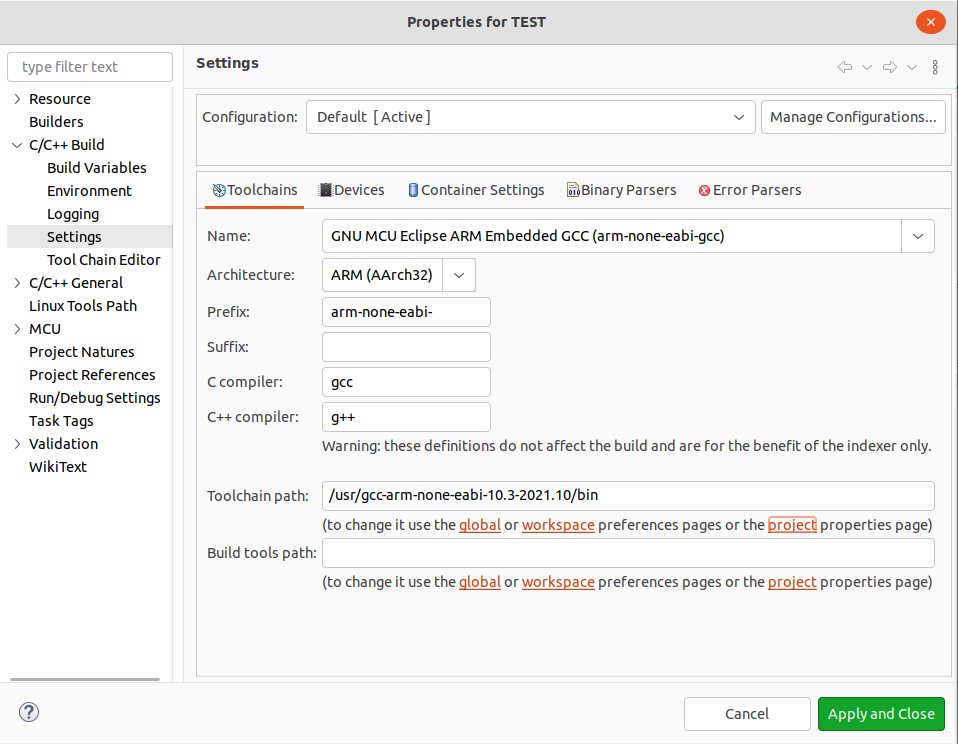 Properties for TEST
type filter text
Resource
Builders
C/C++ Build
Build Variables
Environment
Logging
Settings
Tool Chain Editor
C/C++ General
Linux Tools Path
MCU
Project Natures
Project References
Run/Debug Settings
Task Tags
Validation
WikiText
Settings
Configuration: Default [ Active ] Manage Configurations...
Toolchains Devices Container Settings Binary Parsers Error Parsers
Name: GNU MCU Eclipse ARM Embedded GCC (arm-none-eabi-gcc)
Architecture: ARM (AArch32)
Prefix: arm-none-eabi-
Suffix:
C compiler: gcc
C++ compiler: g++
Warning: these definitions do not affect the build and are for the benefit of the indexer only.
Toolchain path: /usr/gcc-arm-none-eabi-10.3-2021.10/bin
(to change it use the global or workspace preferences pages or the project properties page)
Build tools path:
(to change it use the global or workspace preferences pages or the project properties page)
? Cancel Apply and Close